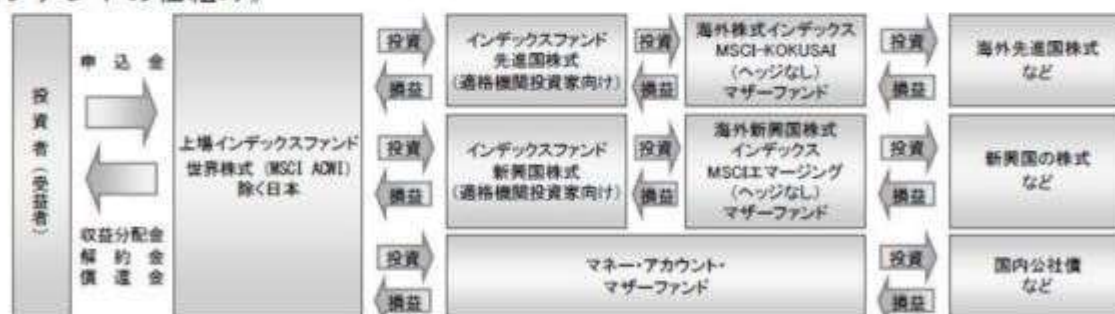 投資者(受益者)
申込金
収益分配金
解約金
償還金
上場インデックスファンド
世界株式 (MSCI ACWI)
除く日本
投資
損益
インデックスファンド
先進国株式
(適格機関投資家向け)
投資
損益
海外株式インデックス
MSCI-KOKUSAI
(ヘッジなし)
マザーファンド
投資
損益
海外先進国株式
など
投資
損益
インデックスファンド
新興国株式
(適格機関投資家向け)
投資
損益
海外新興国株式
インデックス
MSCIエマージング
(ヘッジなし)
マザーファンド
投資
損益
新興国の株式
など
投資
損益
マネー・アカウント・
マザーファンド
投資
損益
国内公社債
など